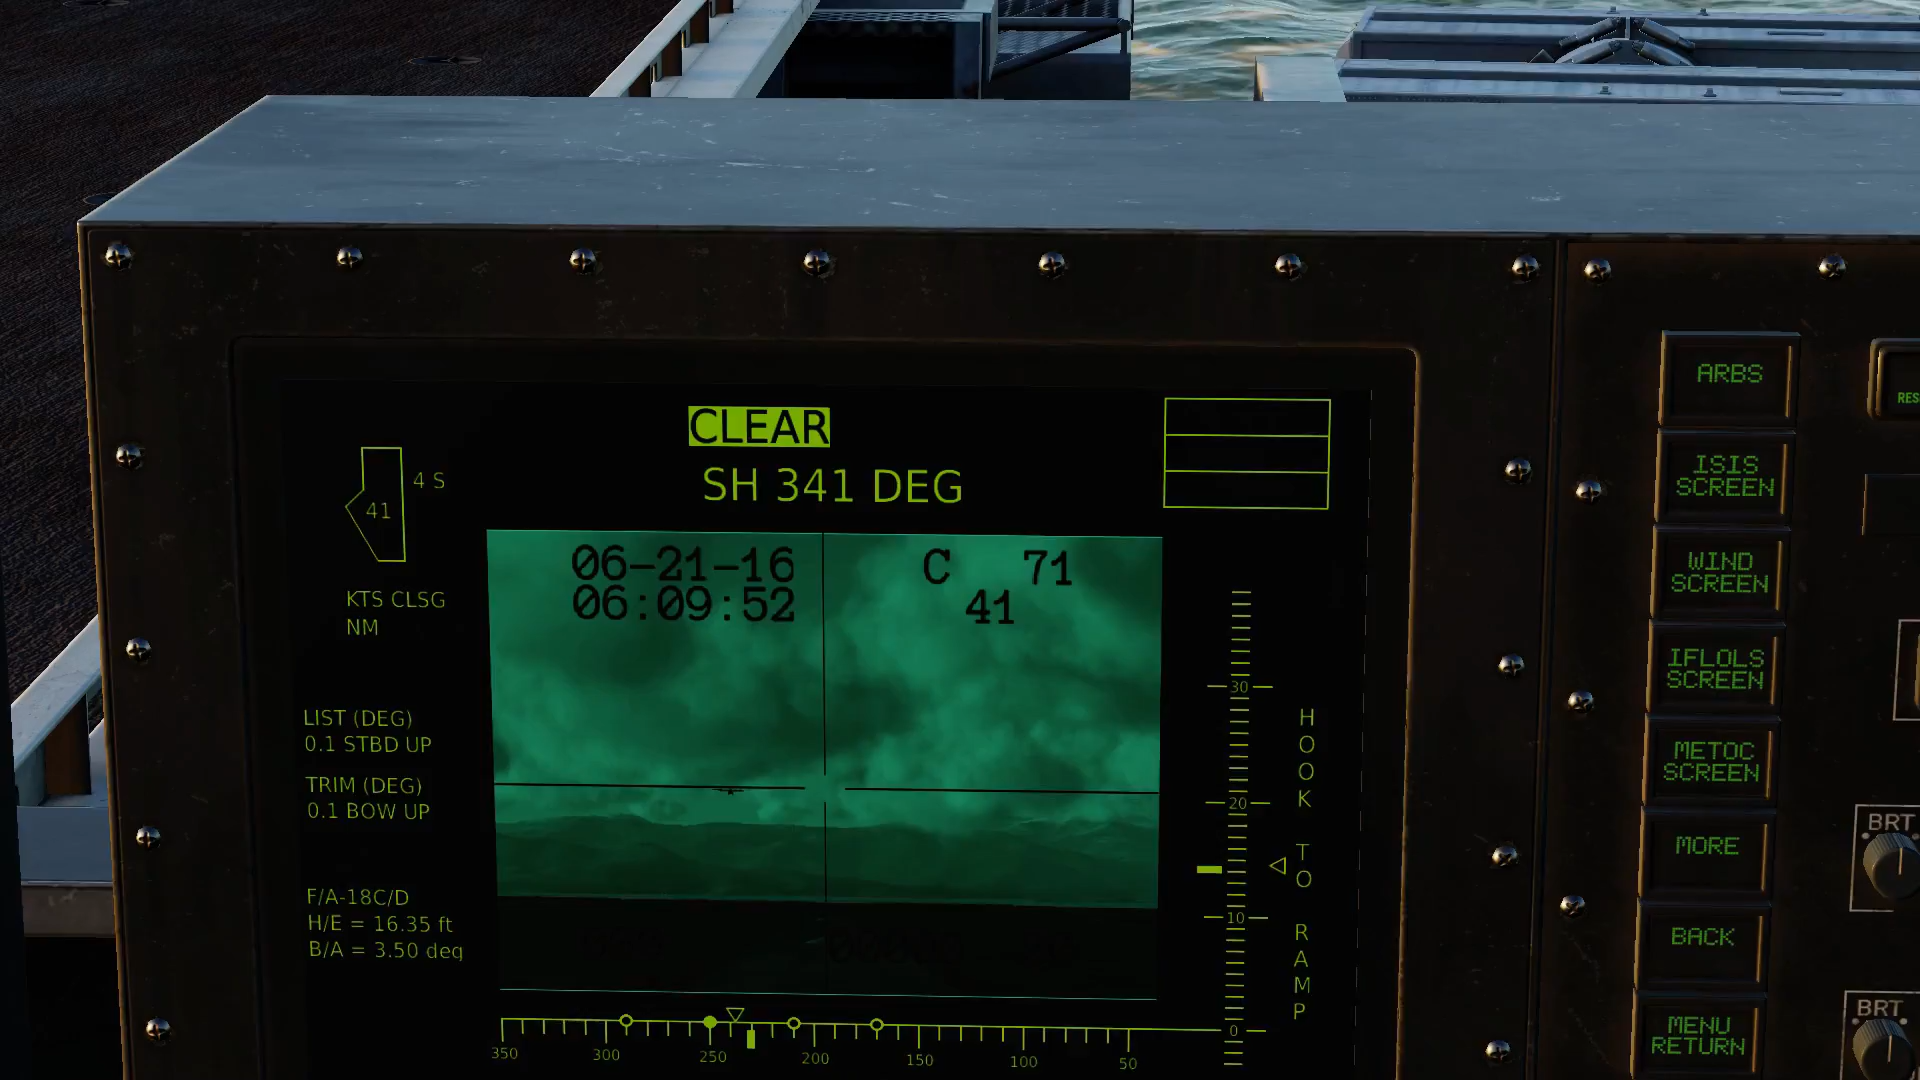 CLEAR
SH 341 DEG
4 S
41
KTS CLSG
NM
LIST (DEG)
0.1 STBD UP
TRIM (DEG)
0.1 BOW UP
F/A-18C/D
H/E = 16.35 ft
B/A = 3.50 deg
06-21-16
06:09:52
C 71
41
30
20
10
0
HOOK TO RAMP
350 300 250 200 150 100 50
ARBS
ISIS
SCREEN
WIND
SCREEN
IFLOLS
SCREEN
METOC
SCREEN
MORE
BACK
MENU
RETURN
BRT
BRT